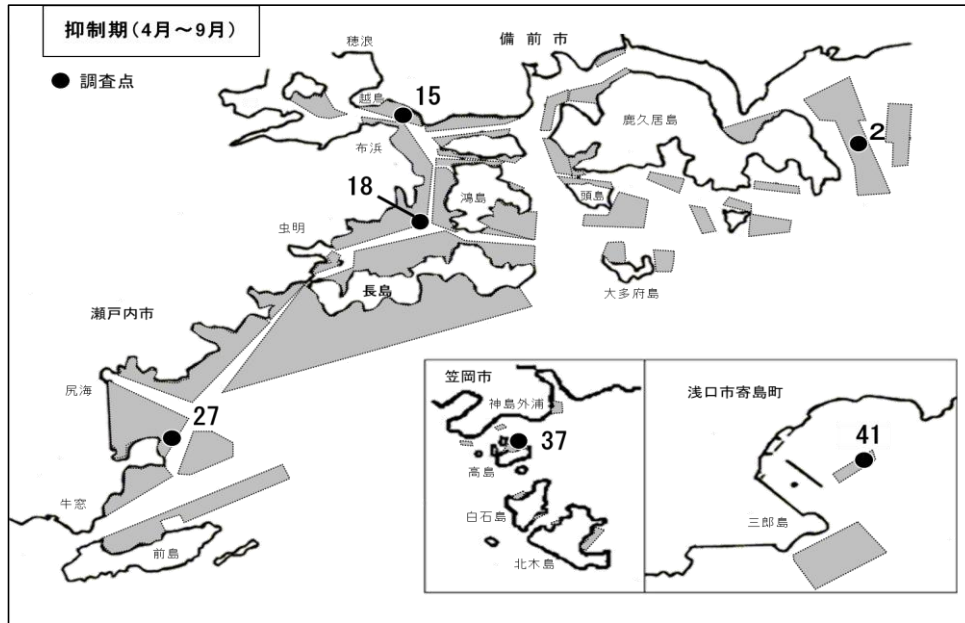 抑制期(4月～9月)
● 調査点
穂浪
備前市
越島
15
布浜
鹿久居島
2
18
鴻島
頭島
虫明
長島
大多府島
瀬戸内市
尻海
27
牛窓
前島
笠岡市
神島外浦
37
高島
白石島
北木島
浅口市寄島町
41
三郎島